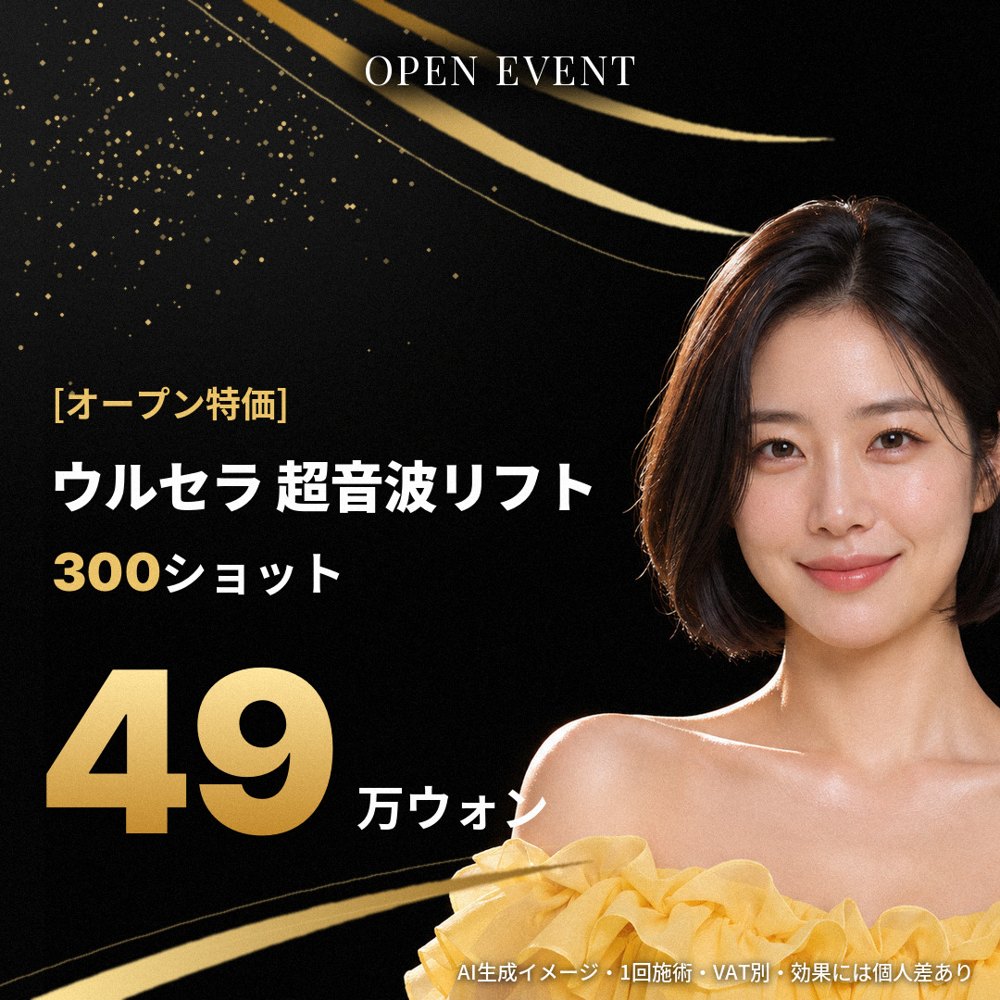 OPEN EVENT
[オープン特価]
ウルセラ 超音波リフト
300ショット
49
万ウォン
AI生成イメージ・1回施術・VAT別・効果には個人差あり